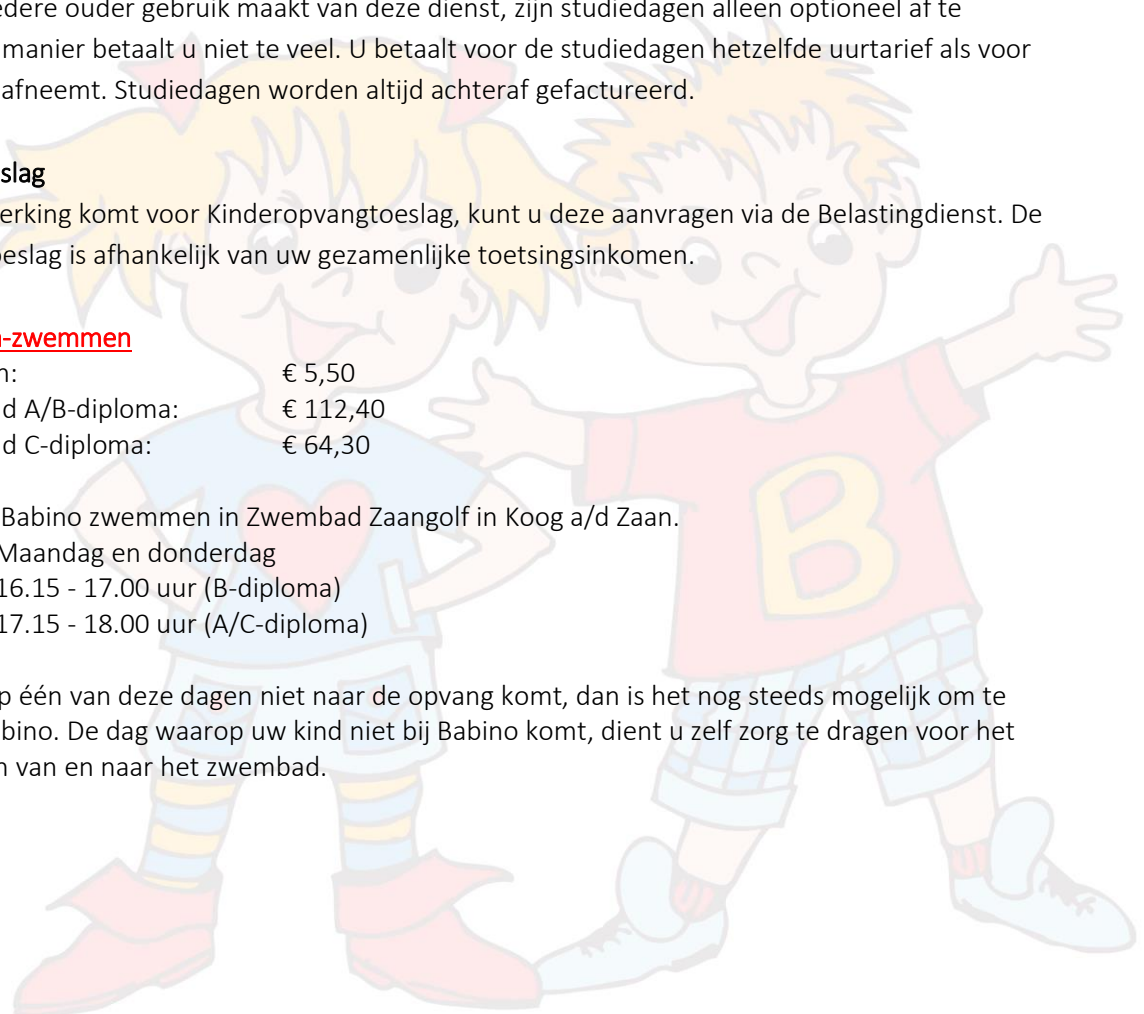 edere ouder gebruik maakt van deze dienst, zijn studiedagen alleen optioneel af te
manier betaalt u niet te veel. U betaalt voor de studiedagen hetzelfde uurtarief als voor
afneemt. Studiedagen worden altijd achteraf gefactureerd.
slag
erking komt voor Kinderopvangtoeslag, kunt u deze aanvragen via de Belastingdienst. De
oeslag is afhankelijk van uw gezamenlijke toetsingsinkomen.
-zwemmen
n: € 5,50
d A/B-diploma: € 112,40
d C-diploma: € 64,30
Babino zwemmen in Zwembad Zaangolf in Koog a/d Zaan.
Maandag en donderdag
16.15 - 17.00 uur (B-diploma)
17.15 - 18.00 uur (A/C-diploma)
p één van deze dagen niet naar de opvang komt, dan is het nog steeds mogelijk om te
bino. De dag waarop uw kind niet bij Babino komt, dient u zelf zorg te dragen voor het
n van en naar het zwembad.
B